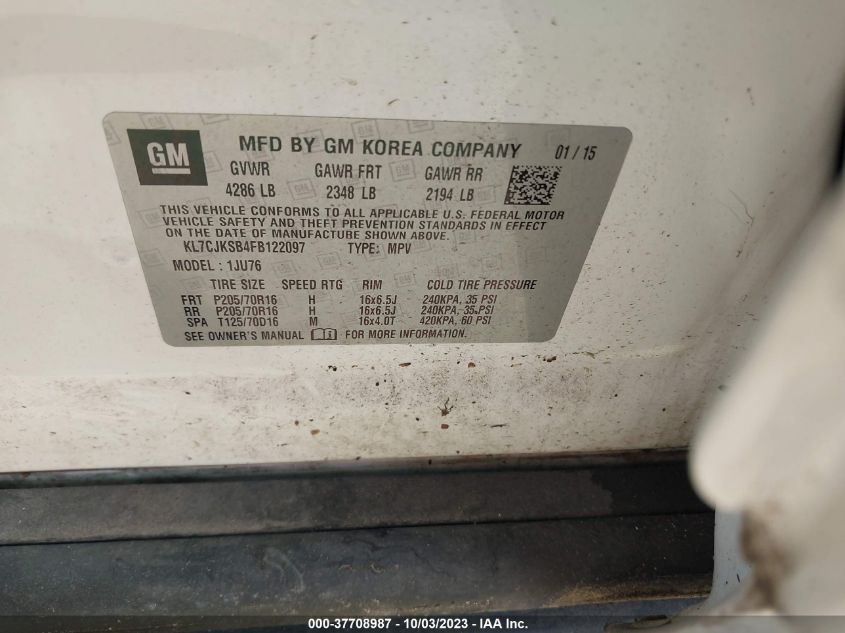 GM MFD BY GM KOREA COMPANY 01 / 15
GVWR GAWR FRT GAWR RR
4286 LB 2348 LB 2194 LB
THIS VEHICLE CONFORMS TO ALL APPLICABLE U.S. FEDERAL MOTOR
VEHICLE SAFETY AND THEFT PREVENTION STANDARDS IN EFFECT
ON THE DATE OF MANUFACTURE SHOWN ABOVE.
KL7CJKSB4FB122097 TYPE: MPV
MODEL : 1JU76
TIRE SIZE SPEED RTG RIM COLD TIRE PRESSURE
FRT P205/70R16 H 16x6.5J 240KPA, 35 PSI
RR P205/70R16 H 16x6.5J 240KPA, 35 PSI
SPA T125/70D16 M 16x4.0T 420KPA, 60 PSI
SEE OWNER'S MANUAL FOR MORE INFORMATION.
000-37708987 - 10/03/2023 - IAA Inc.